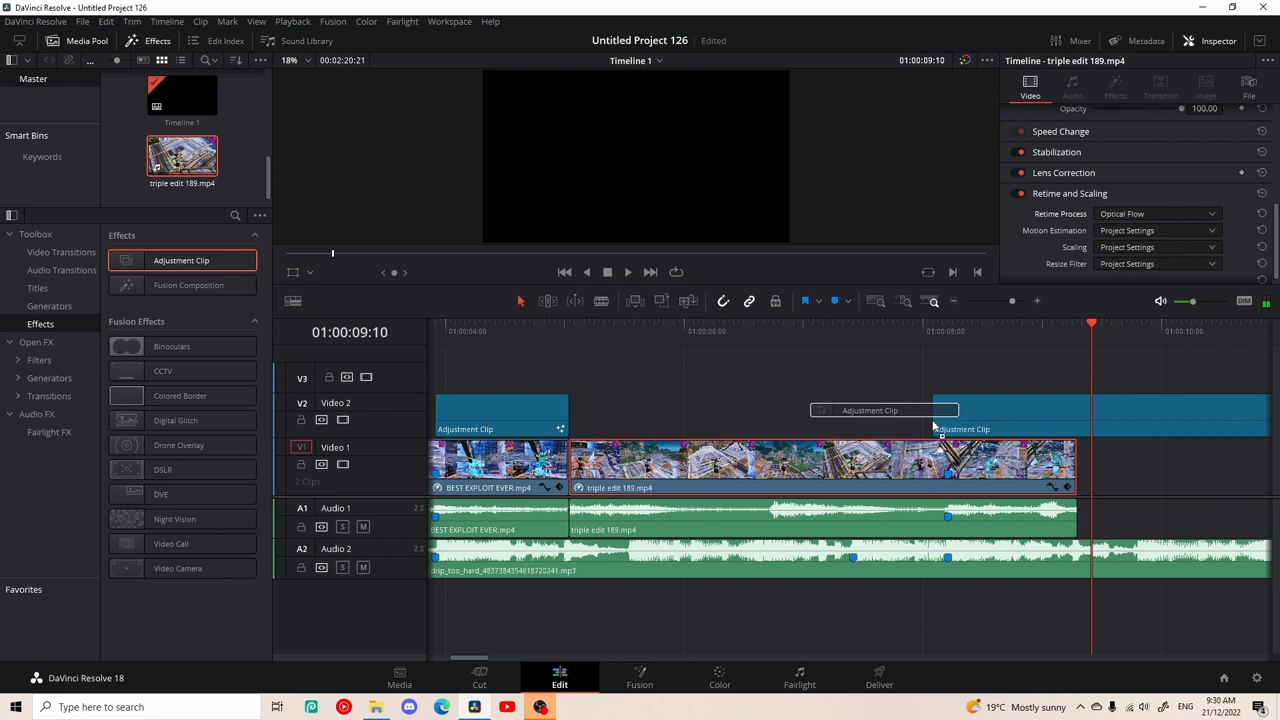 DaVinci Resolve - Untitled Project 126
DaVinci Resolve File Edit Trim Timeline Clip Mark View Playback Fusion Color Fairlight Workspace Help
Media Pool Effects Edit Index Sound Library Untitled Project 126 Edited Mixer Metadata Inspector
... 18% 00:02:20:21 Timeline 1 01:00:09:10 Timeline - triple edit 189.mp4
Master
Video Audio Effects Transition Image File
Opacity 100.00
Timeline 1
Smart Bins
Keywords
triple edit 189.mp4
Speed Change
Stabilization
Lens Correction
Retime and Scaling
Retime Process Optical Flow
Motion Estimation Project Settings
Scaling Project Settings
Resize Filter Project Settings
Toolbox
Video Transitions
Audio Transitions
Titles
Generators
Effects
Open FX
Filters
Generators
Transitions
Audio FX
Fairlight FX
Favorites
Effects
Adjustment Clip
Fusion Composition
Fusion Effects
Binoculars
CCTV
Colored Border
Digital Glitch
Drone Overlay
DSLR
DVE
Night Vision
Video Call
Video Camera
DIM
01:00:09:10
01:00:04:00 01:00:06:00 01:00:08:00 01:00:10:00
V3
V2 Video 2
Adjustment Clip Adjustment Clip djustment Clip
V1 Video 1
2 Clips
BEST EXPLOIT EVER.mp4 triple edit 189.mp4
A1 Audio 1 2.0
S M
BEST EXPLOIT EVER.mp4 triple edit 189.mp4
A2 Audio 2 2.0
S M
drip_too_hard_4837384354618720241.mp3
DaVinci Resolve 18
Media Cut Edit Fusion Color Fairlight Deliver
Type here to search
19°C Mostly sunny ENG 9:30 AM
21/12/2022
4